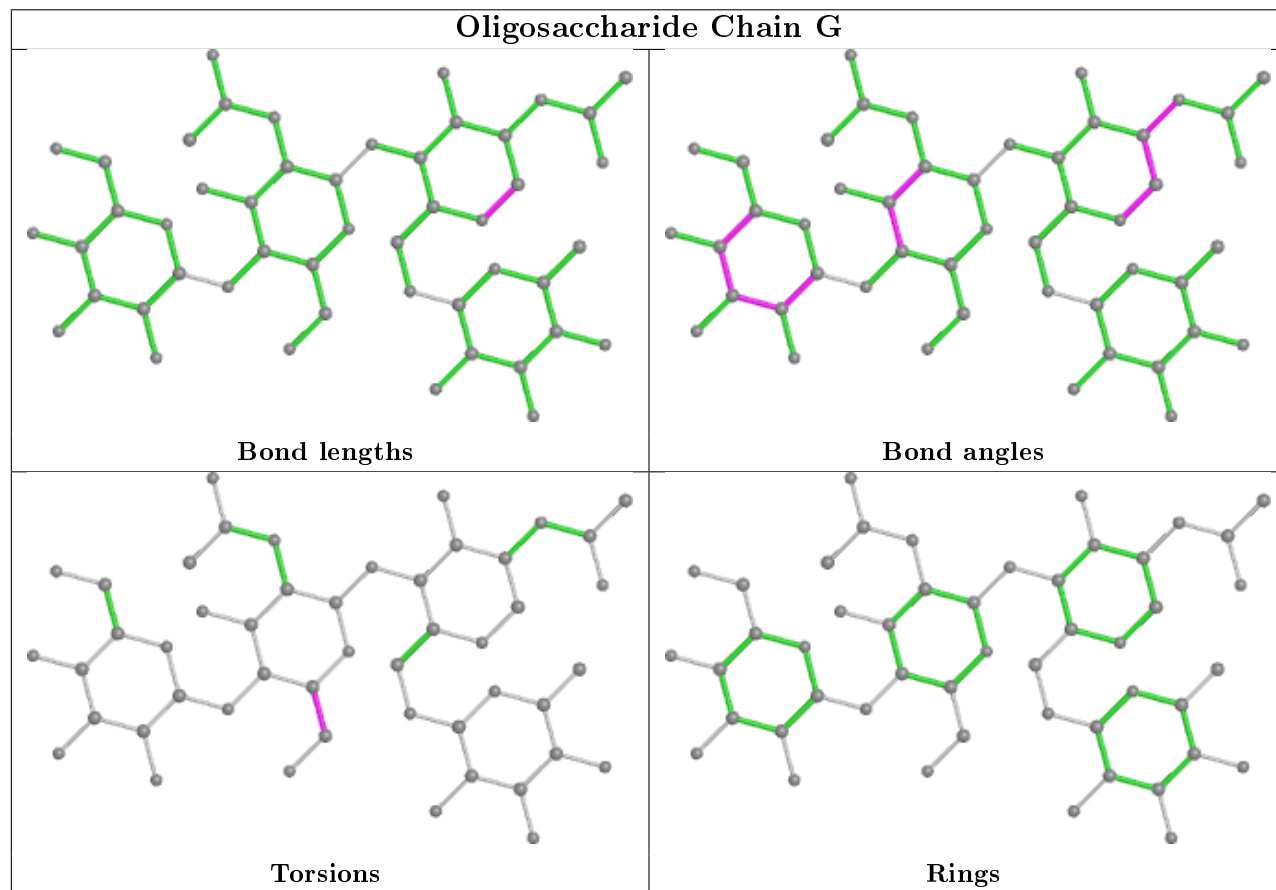 Oligosaccharide Chain G
Bond lengths
Bond angles
Torsions
Rings